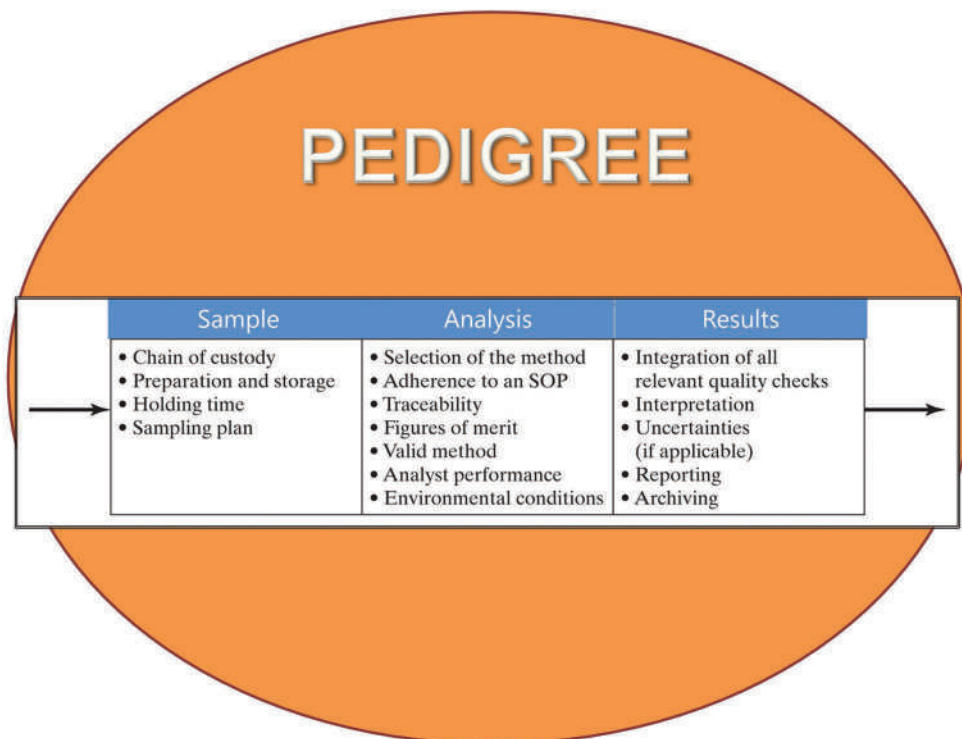 PEDIGREE
Sample
• Chain of custody
• Preparation and storage
• Holding time
• Sampling plan
Analysis
• Selection of the method
• Adherence to an SOP
• Traceability
• Figures of merit
• Valid method
• Analyst performance
• Environmental conditions
Results
• Integration of all
relevant quality checks
• Interpretation
• Uncertainties
(if applicable)
• Reporting
• Archiving